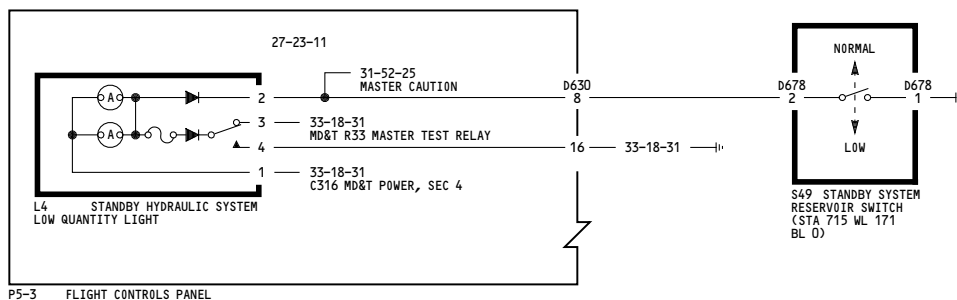 27-23-11
31-52-25
MASTER CAUTION
NORMAL
D630
D678
D678
A
2
8
2
1
3
33-18-31
MD&T R33 MASTER TEST RELAY
A
LOW
4
16
33-18-31
1
33-18-31
C316 MD&T POWER, SEC 4
L4 STANDBY HYDRAULIC SYSTEM
LOW QUANTITY LIGHT
S49 STANDBY SYSTEM
RESERVOIR SWITCH
(STA 715 WL 171
BL 0)
P5-3 FLIGHT CONTROLS PANEL